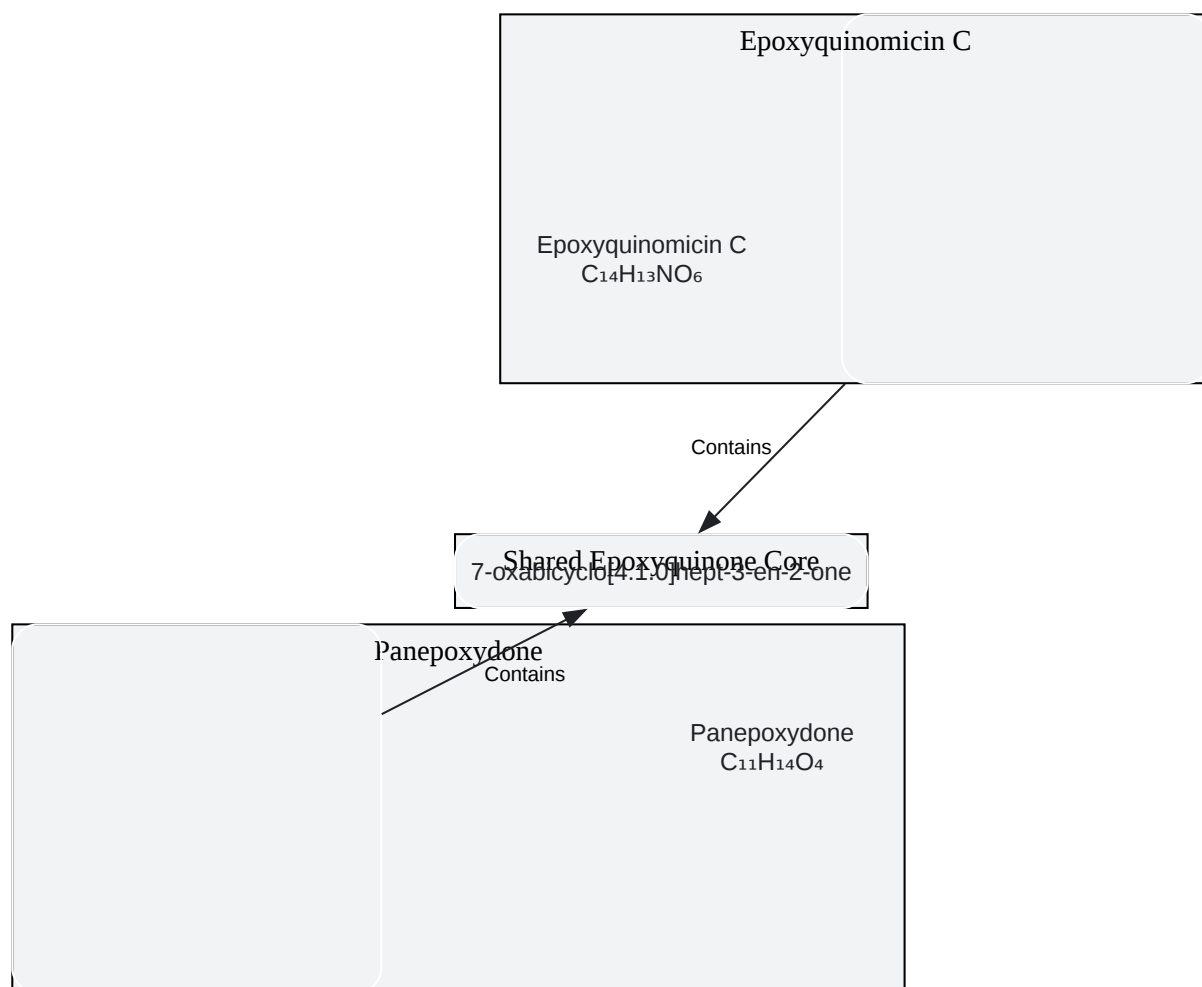 Epoxyquinomicin C
Epoxyquinomicin C
C₁₄H₁₃NO₆
Contains
Shared Epoxyquinone Core
7-oxabicyclo[4.1.0]hept-3-en-2-one
Panepoxydone
Contains
Panepoxydone
C₁₁H₁₄O₄